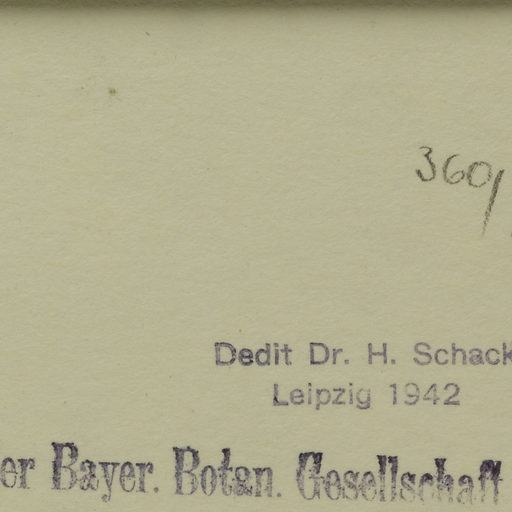 360/
Dedit Dr. H. Schack
Leipzig 1942
er Bayer. Botan. Gesellschaft